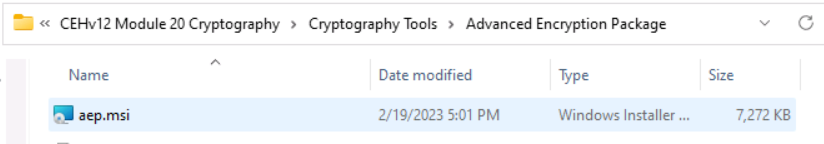 « CEHv12 Module 20 Cryptography > Cryptography Tools > Advanced Encryption Package
Name Date modified Type Size
aep.msi 2/19/2023 5:01 PM Windows Installer ... 7,272 KB